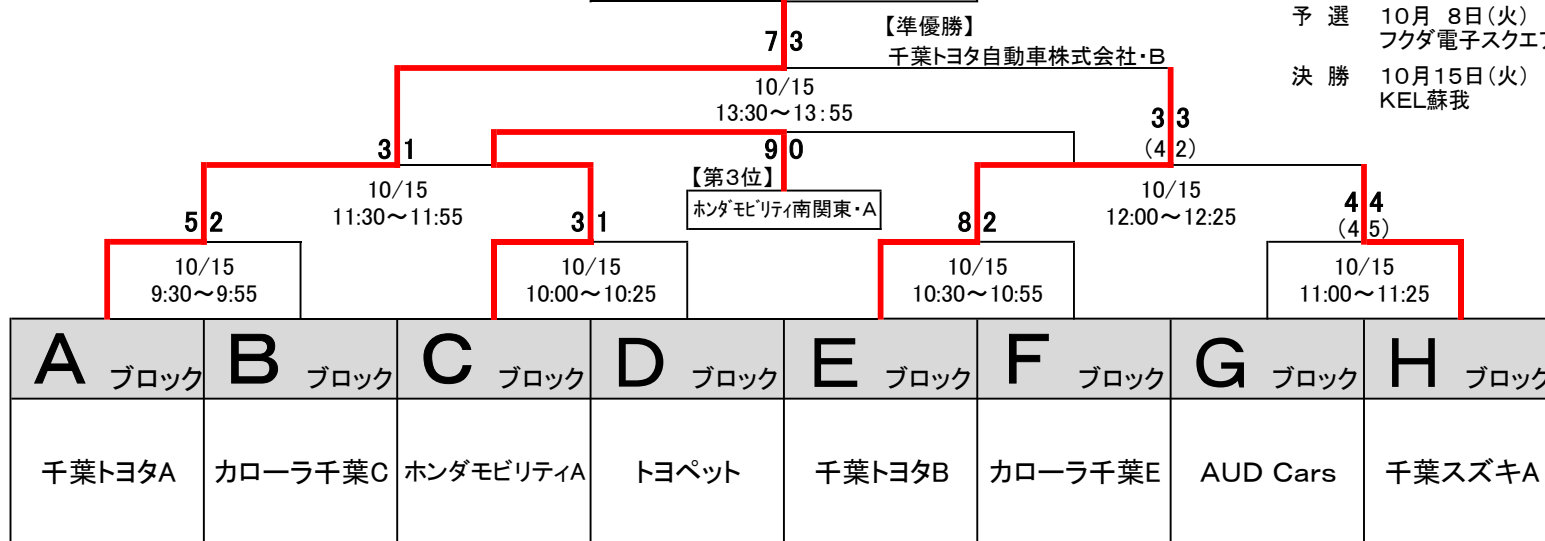 予 選 10月 8日(火)
フクダ電子スクエア
【準優勝】
7 3
千葉トヨタ自動車株式会社・B
決 勝 10月15日(火)
KEL蘇我
10/15
13:30～13:55
3 3
(4 2)
3 1
9 0
【第3位】
ホンダモビリティ南関東・A
10/15
11:30～11:55
10/15
12:00～12:25
5 2
3 1
8 2
4 4
(4 5)
10/15
9:30～9:55
10/15
10:00～10:25
10/15
10:30～10:55
10/15
11:00～11:25
A ブロック B ブロック C ブロック D ブロック E ブロック F ブロック G ブロック H ブロック
千葉トヨタA カローラ千葉C ホンダモビリティA トヨペット 千葉トヨタB カローラ千葉E AUD Cars 千葉スズキA